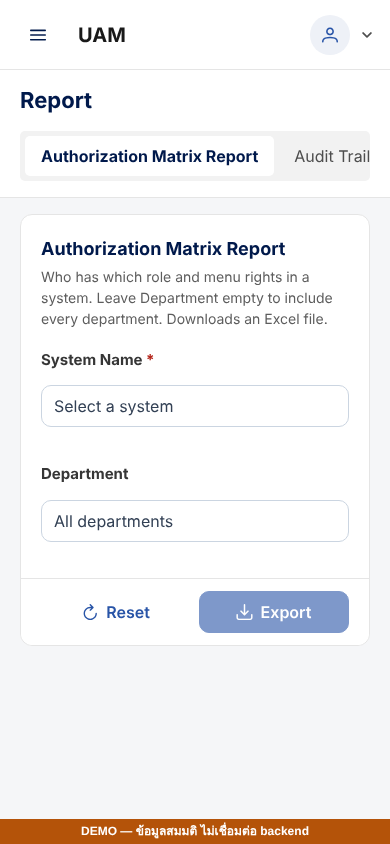 UAM
Report
Authorization Matrix Report
Audit Trail
Authorization Matrix Report
Who has which role and menu rights in a
system. Leave Department empty to include
every department. Downloads an Excel file.
System Name *
Select a system
Department
All departments
Reset
Export
DEMO — ข้อมูลสมมติ ไม่เชื่อมต่อ backend